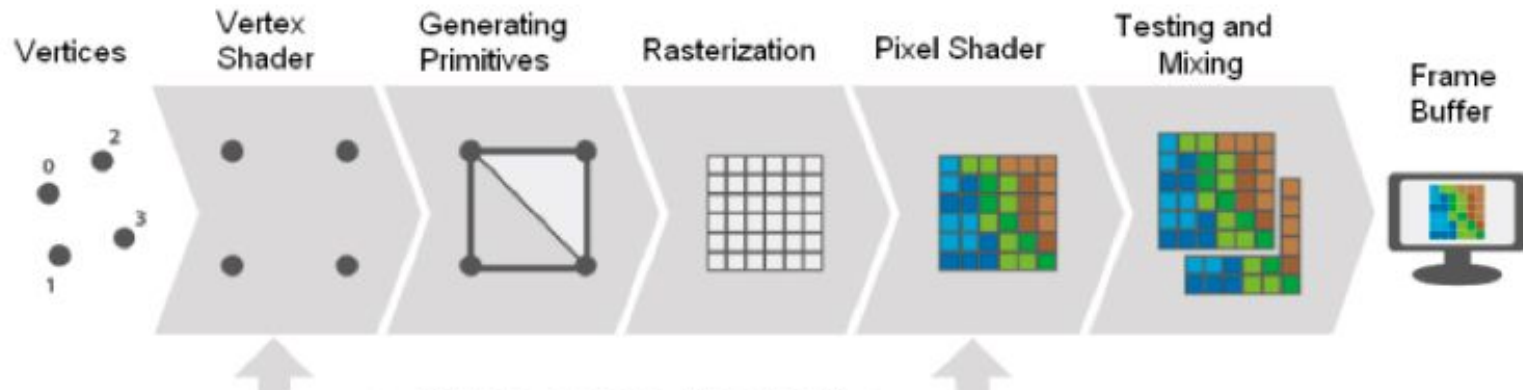 Vertices
Vertex
Shader
Generating
Primitives
Rasterization
Pixel Shader
Testing and
Mixing
Frame
Buffer
0
2
3
1